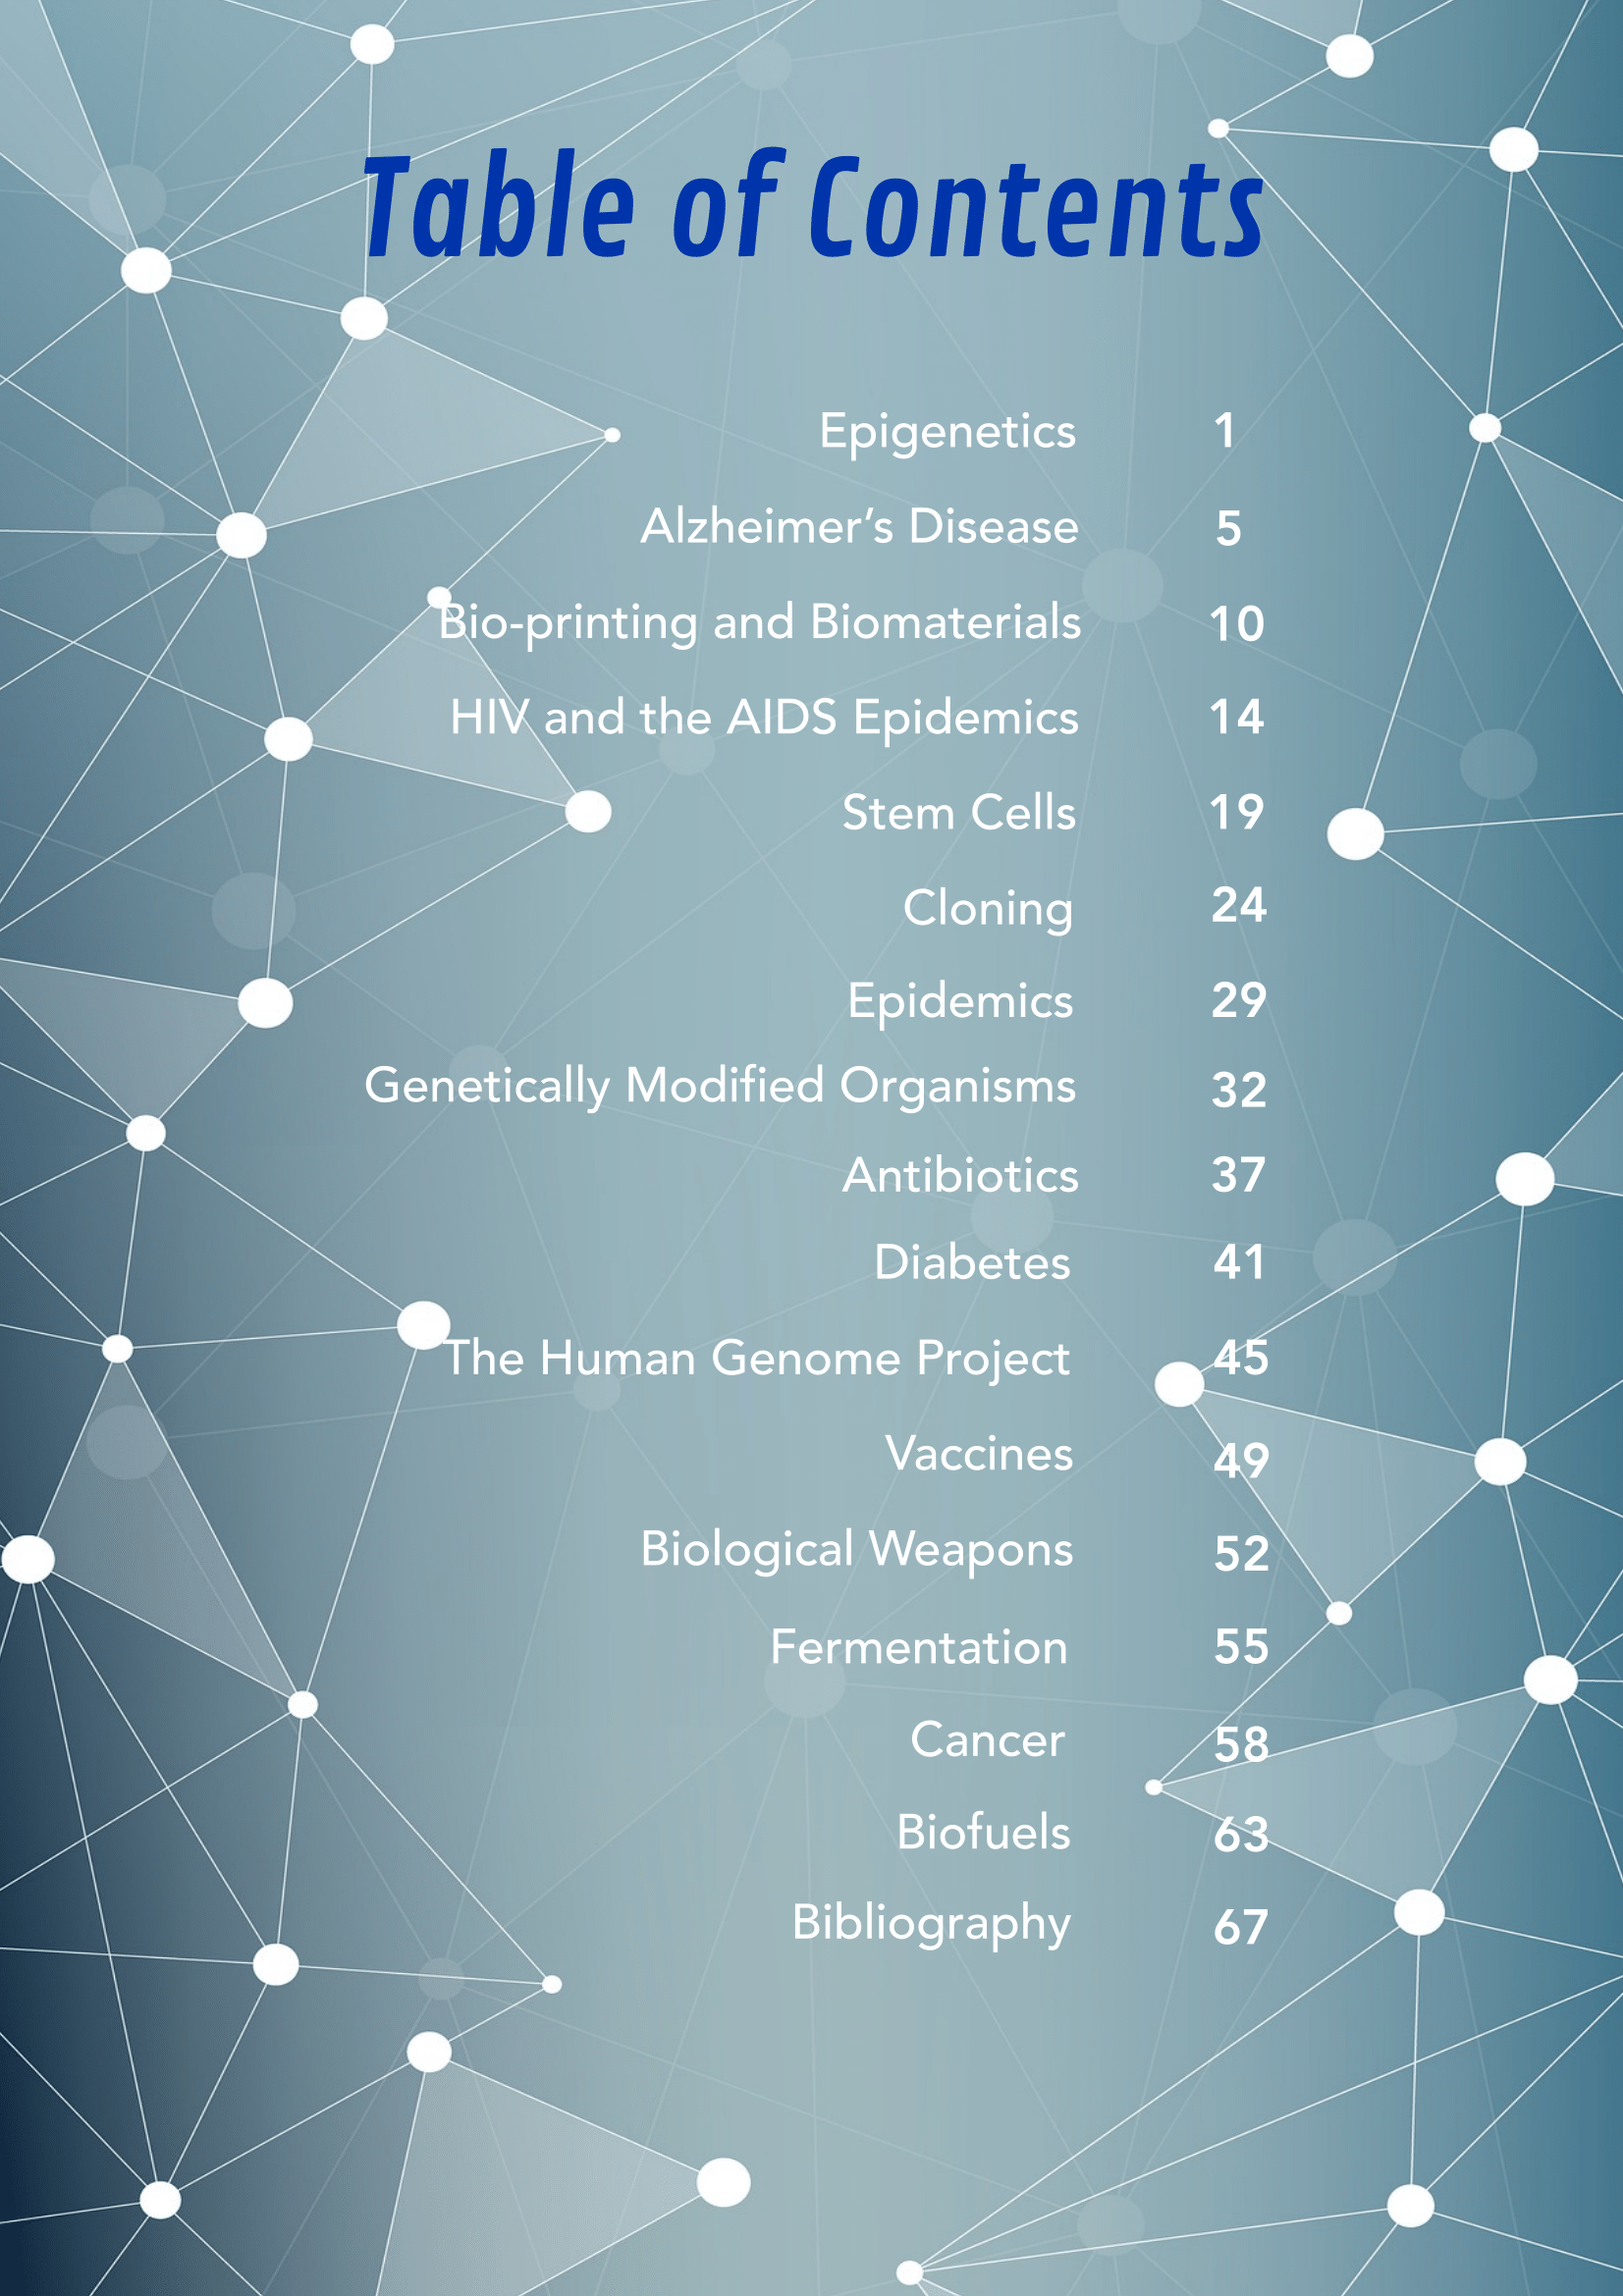 Table of Contents
Epigenetics 1
Alzheimer’s Disease 5
Bio-printing and Biomaterials 10
HIV and the AIDS Epidemics 14
Stem Cells 19
Cloning 24
Epidemics 29
Genetically Modified Organisms 32
Antibiotics 37
Diabetes 41
The Human Genome Project 45
Vaccines 49
Biological Weapons 52
Fermentation 55
Cancer 58
Biofuels 63
Bibliography 67